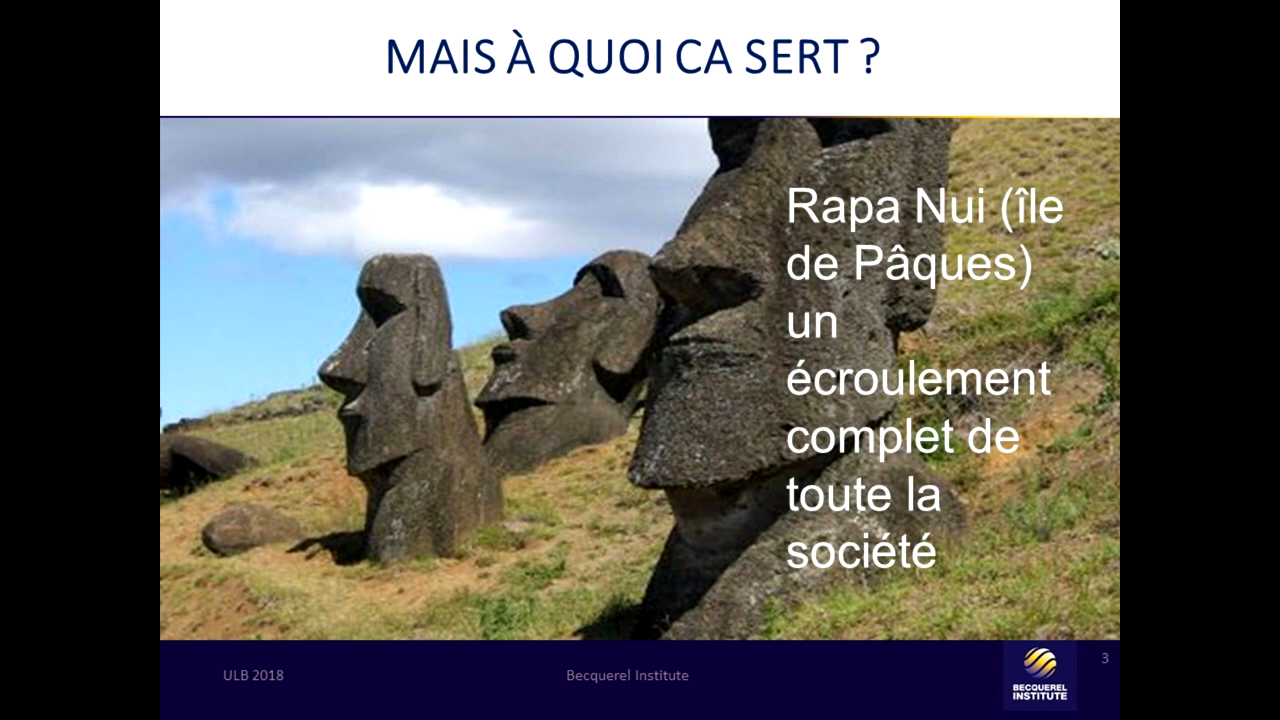 MAIS À QUOI CA SERT ?
Rapa Nui (île
de Pâques)
un
écroulement
complet de
toute la
société
ULB 2018
Becquerel Institute
BECQUEREL
INSTITUTE
3